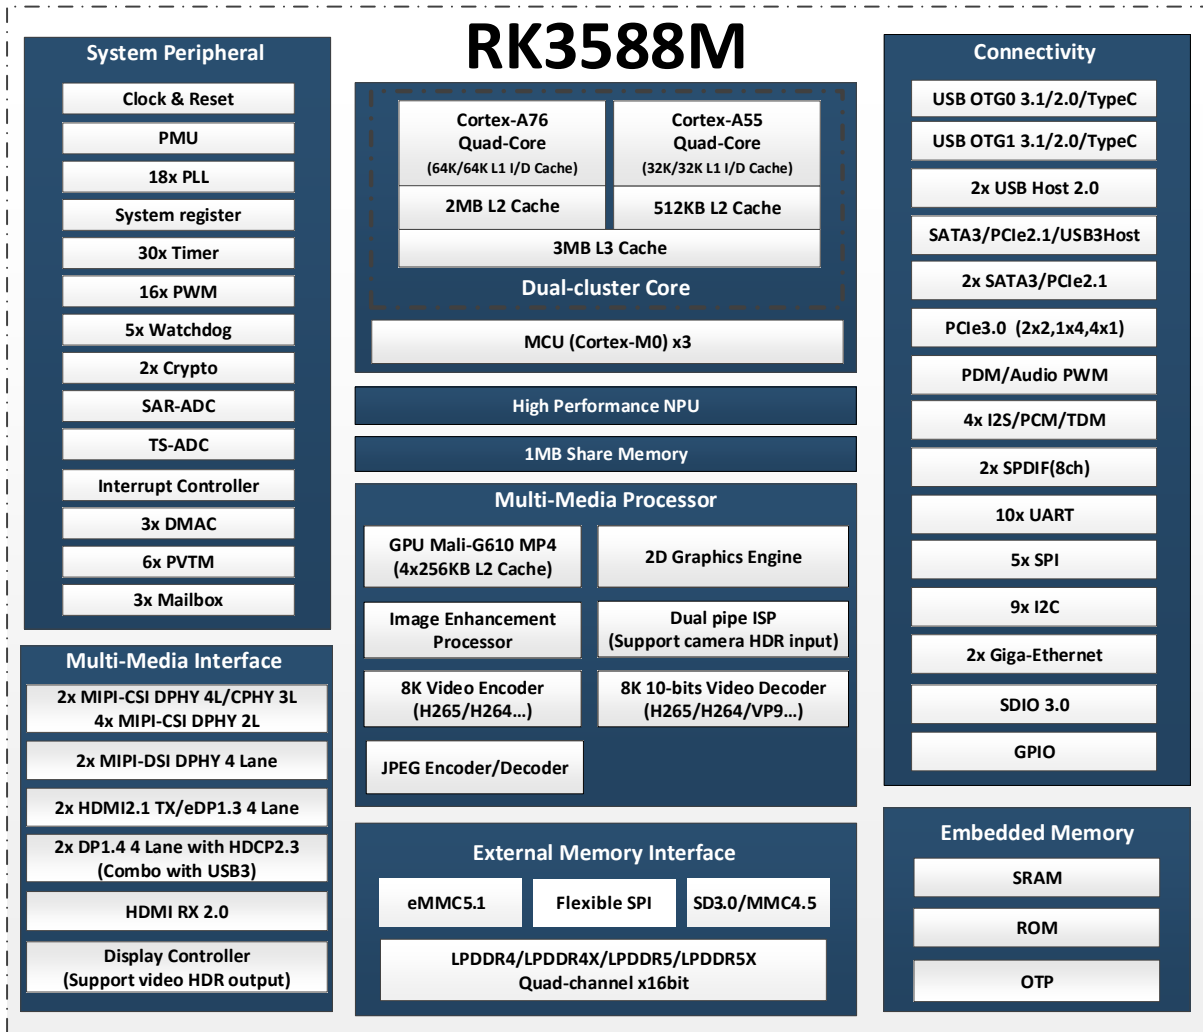 RK3588M
System Peripheral
Clock & Reset
PMU
18x PLL
System register
30x Timer
16x PWM
5x Watchdog
2x Crypto
SAR-ADC
TS-ADC
Interrupt Controller
3x DMAC
6x PVTM
3x Mailbox
Multi-Media Interface
2x MIPI-CSI DPHY 4L/CPHY 3L
4x MIPI-CSI DPHY 2L
2x MIPI-DSI DPHY 4 Lane
2x HDMI2.1 TX/eDP1.3 4 Lane
2x DP1.4 4 Lane with HDCP2.3
(Combo with USB3)
HDMI RX 2.0
Display Controller
(Support video HDR output)
Cortex-A76
Quad-Core
(64K/64K L1 I/D Cache)
2MB L2 Cache
Cortex-A55
Quad-Core
(32K/32K L1 I/D Cache)
512KB L2 Cache
3MB L3 Cache
Dual-cluster Core
MCU (Cortex-M0) x3
High Performance NPU
1MB Share Memory
Multi-Media Processor
GPU Mali-G610 MP4
(4x256KB L2 Cache)
2D Graphics Engine
Image Enhancement
Processor
Dual pipe ISP
(Support camera HDR input)
8K Video Encoder
(H265/H264...)
8K 10-bits Video Decoder
(H265/H264/VP9...)
JPEG Encoder/Decoder
External Memory Interface
eMMC5.1
Flexible SPI
SD3.0/MMC4.5
LPDDR4/LPDDR4X/LPDDR5/LPDDR5X
Quad-channel x16bit
Connectivity
USB OTG0 3.1/2.0/TypeC
USB OTG1 3.1/2.0/TypeC
2x USB Host 2.0
SATA3/PCIe2.1/USB3Host
2x SATA3/PCIe2.1
PCIe3.0 (2x2,1x4,4x1)
PDM/Audio PWM
4x I2S/PCM/TDM
2x SPDIF(8ch)
10x UART
5x SPI
9x I2C
2x Giga-Ethernet
SDIO 3.0
GPIO
Embedded Memory
SRAM
ROM
OTP